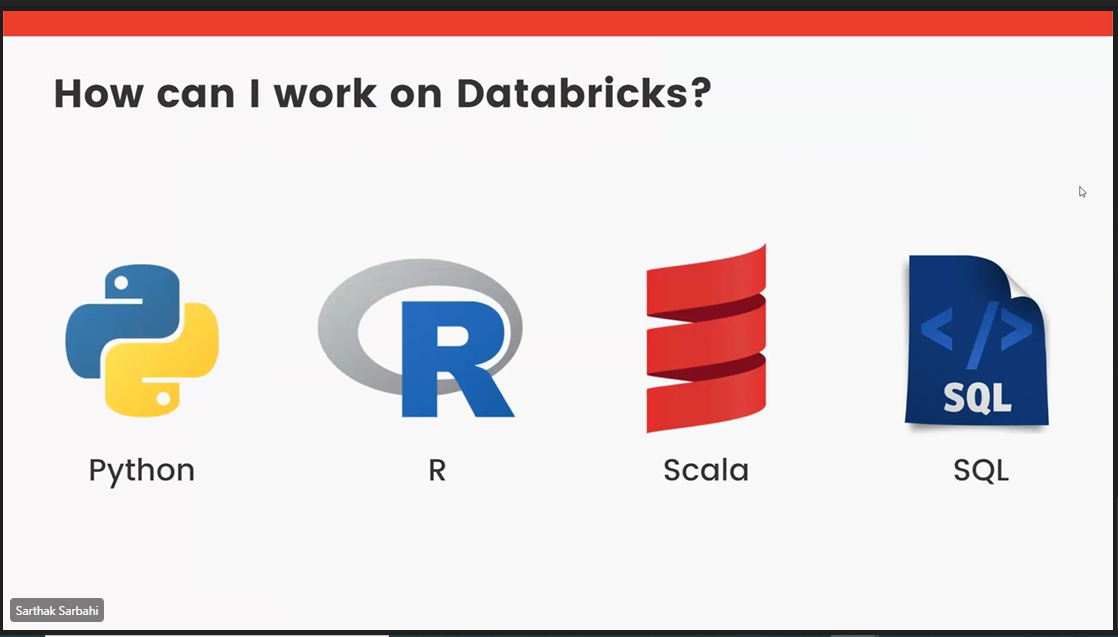 How can I work on Databricks?
R
</>
SQL
Python
R
Scala
SQL
Sarthak Sarbahi